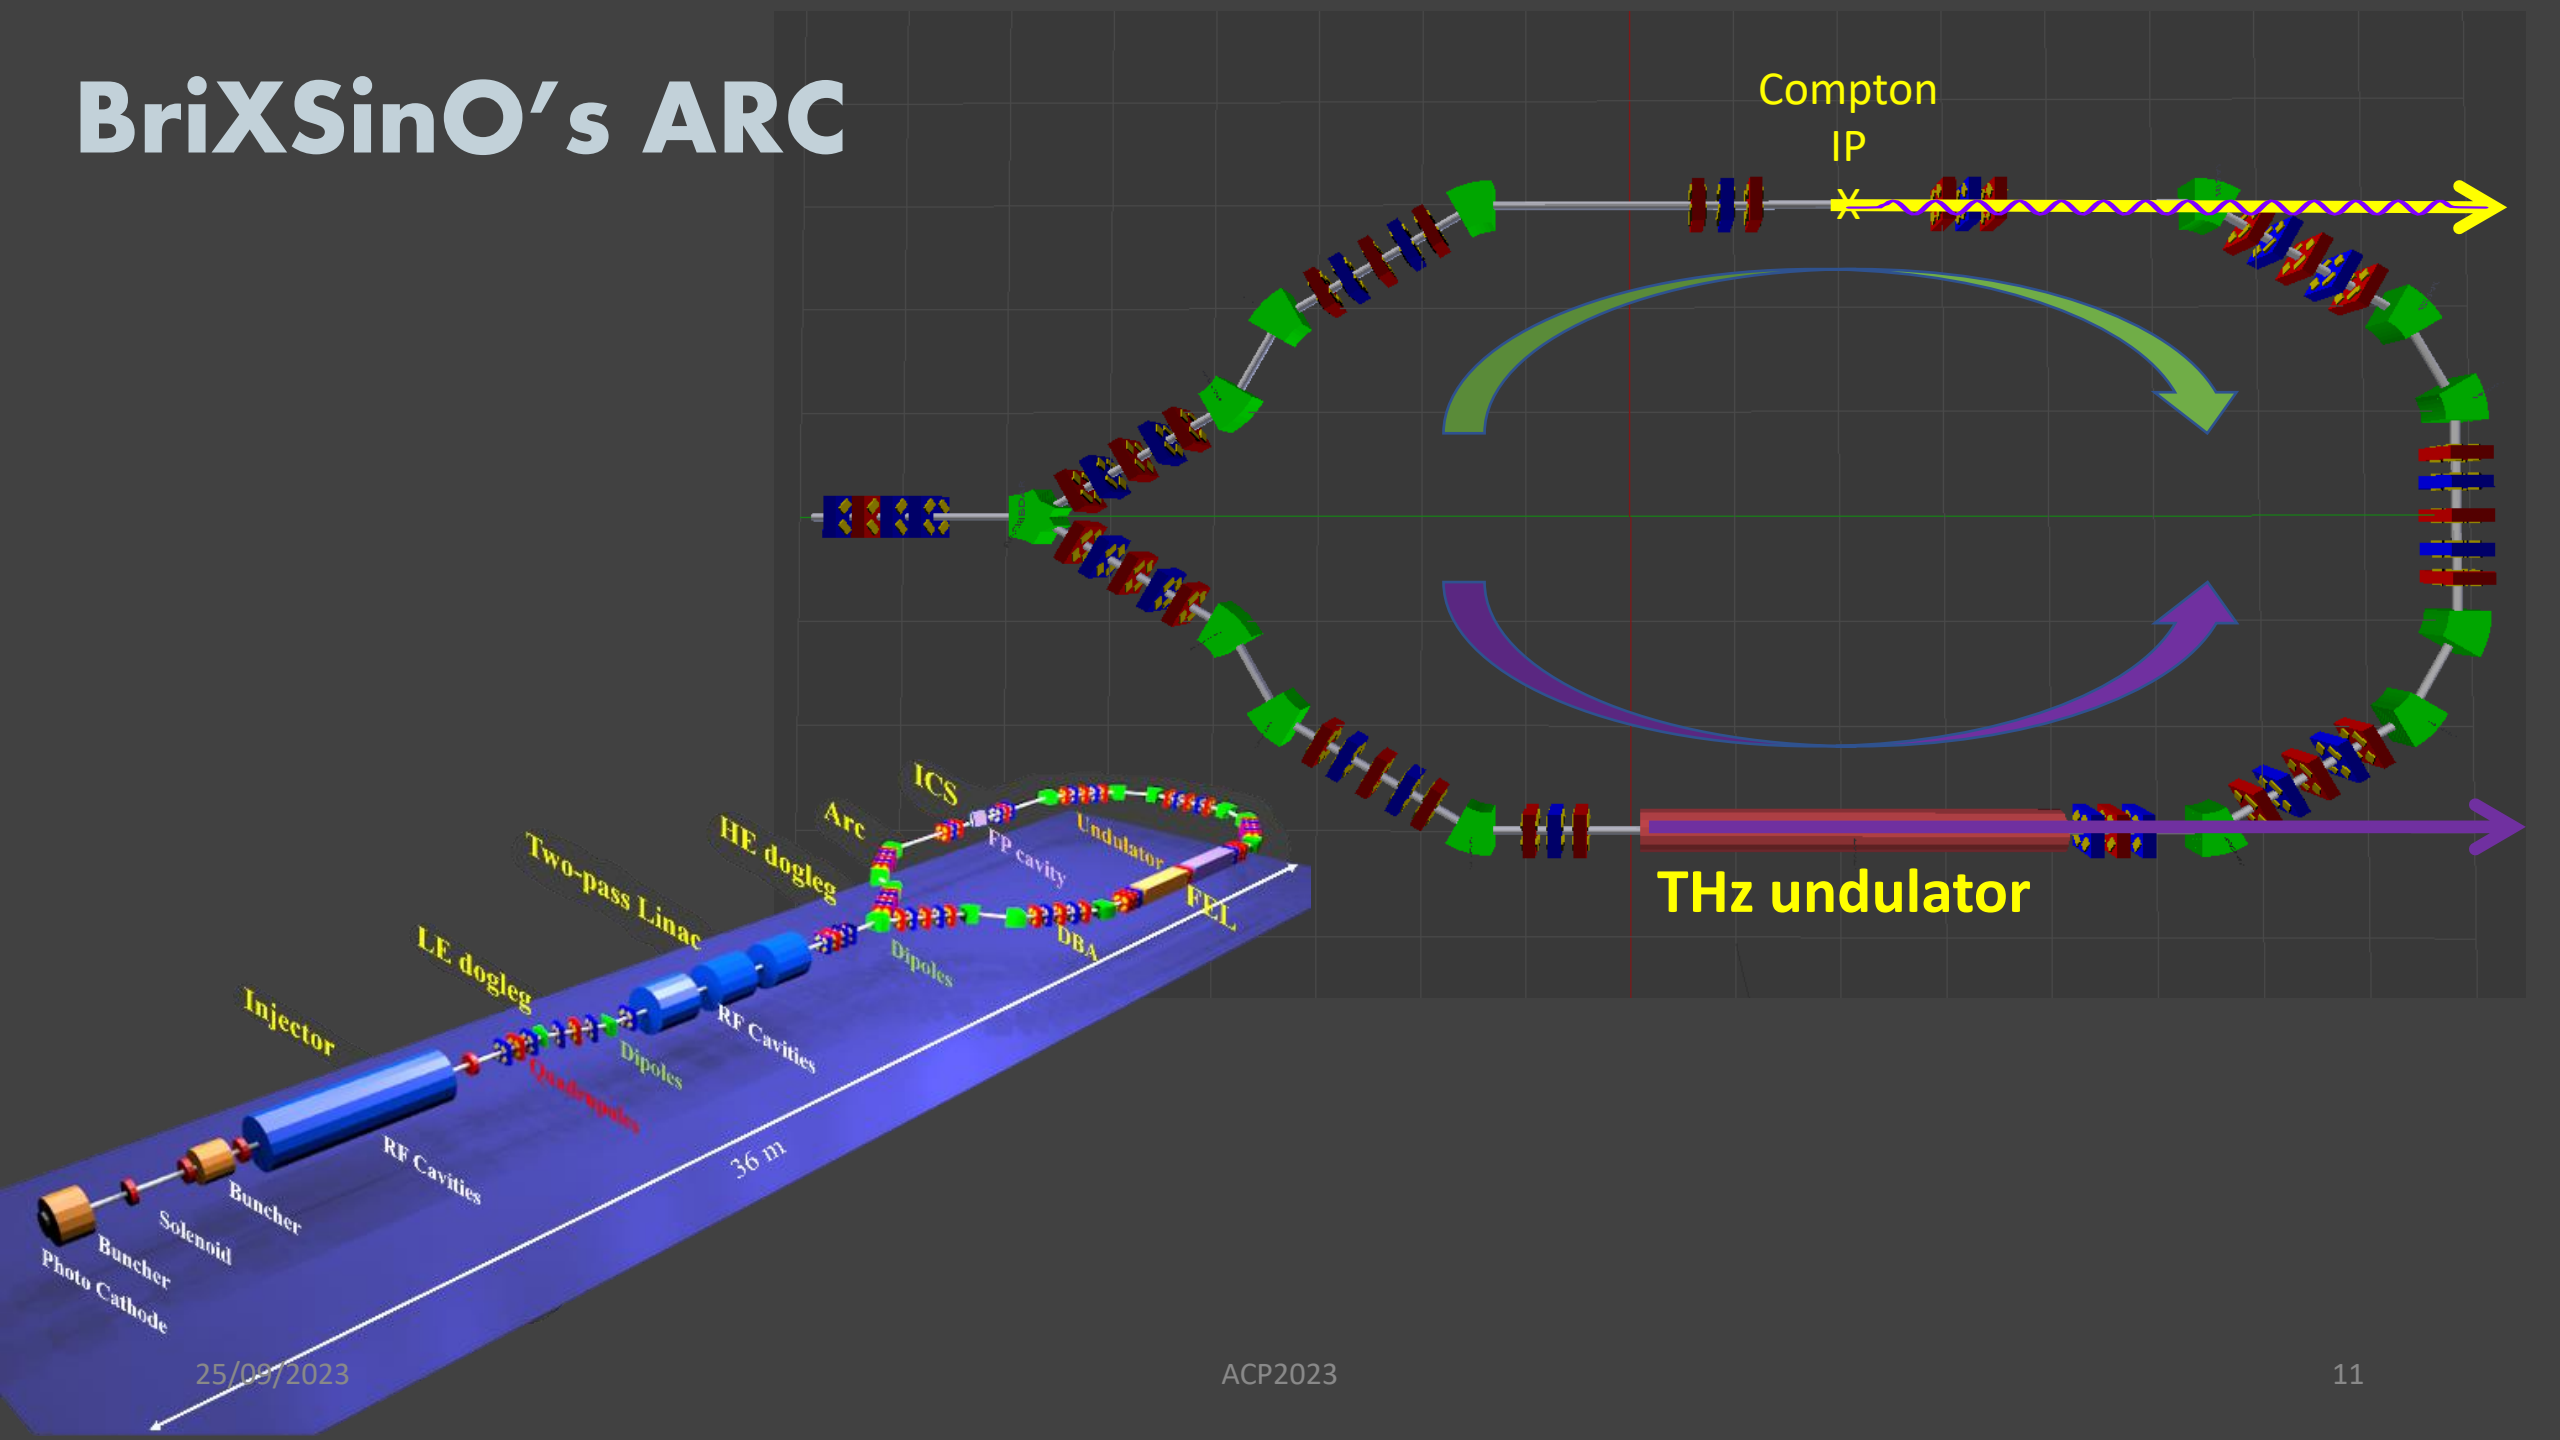 BriXSinO’s ARC
Compton
IP
X
THz undulator
ICS
Arc
FP cavity
Undulator
HE dogleg
Two-pass Linac
FEL
DBA
Dipoles
LE dogleg
Injector
RF Cavities
Dipoles
Quadrupoles
36 m
RF Cavities
Buncher
Solenoid
Buncher
Photo Cathode
25/09/2023
ACP2023
11